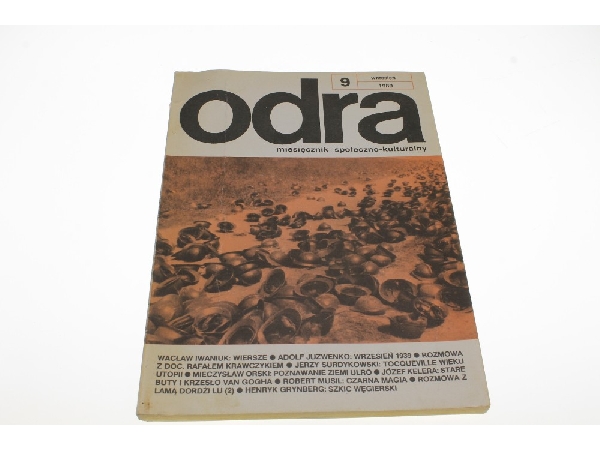 9
wrzesień
odra
miesięcznik społeczno-kulturalny
WACŁAW IWANIUK: WIERSZE ● ADOLF JUZWENKO: WRZESIEŃ 1939 ● ROZMOWA
Z DOC. RAFAŁEM KRAWCZYKIEM ● JERZY SURDYKOWSKI: TOCQUEVILLE WIEKU
UTOPII ● MIECZYSŁAW ORSKI: POZNAWANIE ZIEMI ULRO ● JÓZEF KELERA: STARE
BUTY I KRZESŁO VAN GOGHA ● ROBERT MUSIL: CZARNA MAGIA ● ROZMOWA Z
LAMĄ DORDŻI LU (2) ● HENRYK GRYNBERG: SZKIC WĘGIERSKI